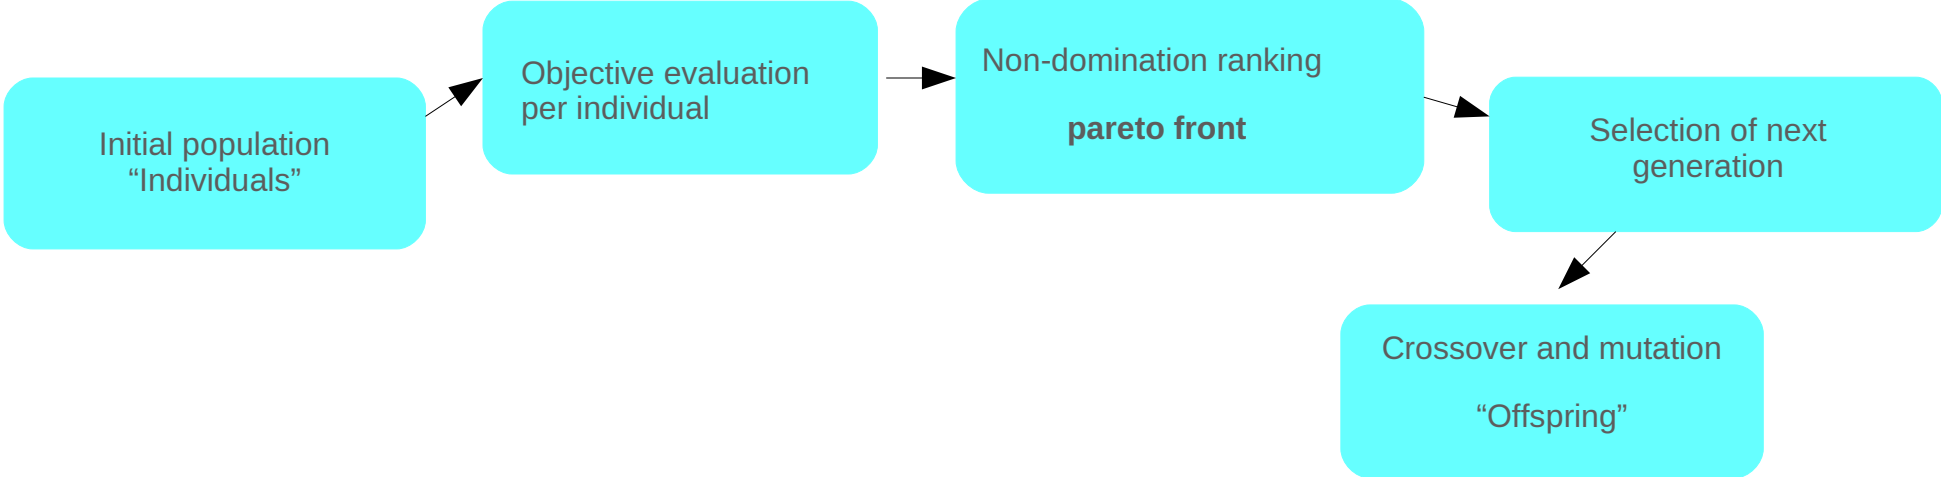 Initial population
“Individuals”
Objective evaluation
per individual
Non-domination ranking
pareto front
Selection of next
generation
Crossover and mutation
“Offspring”